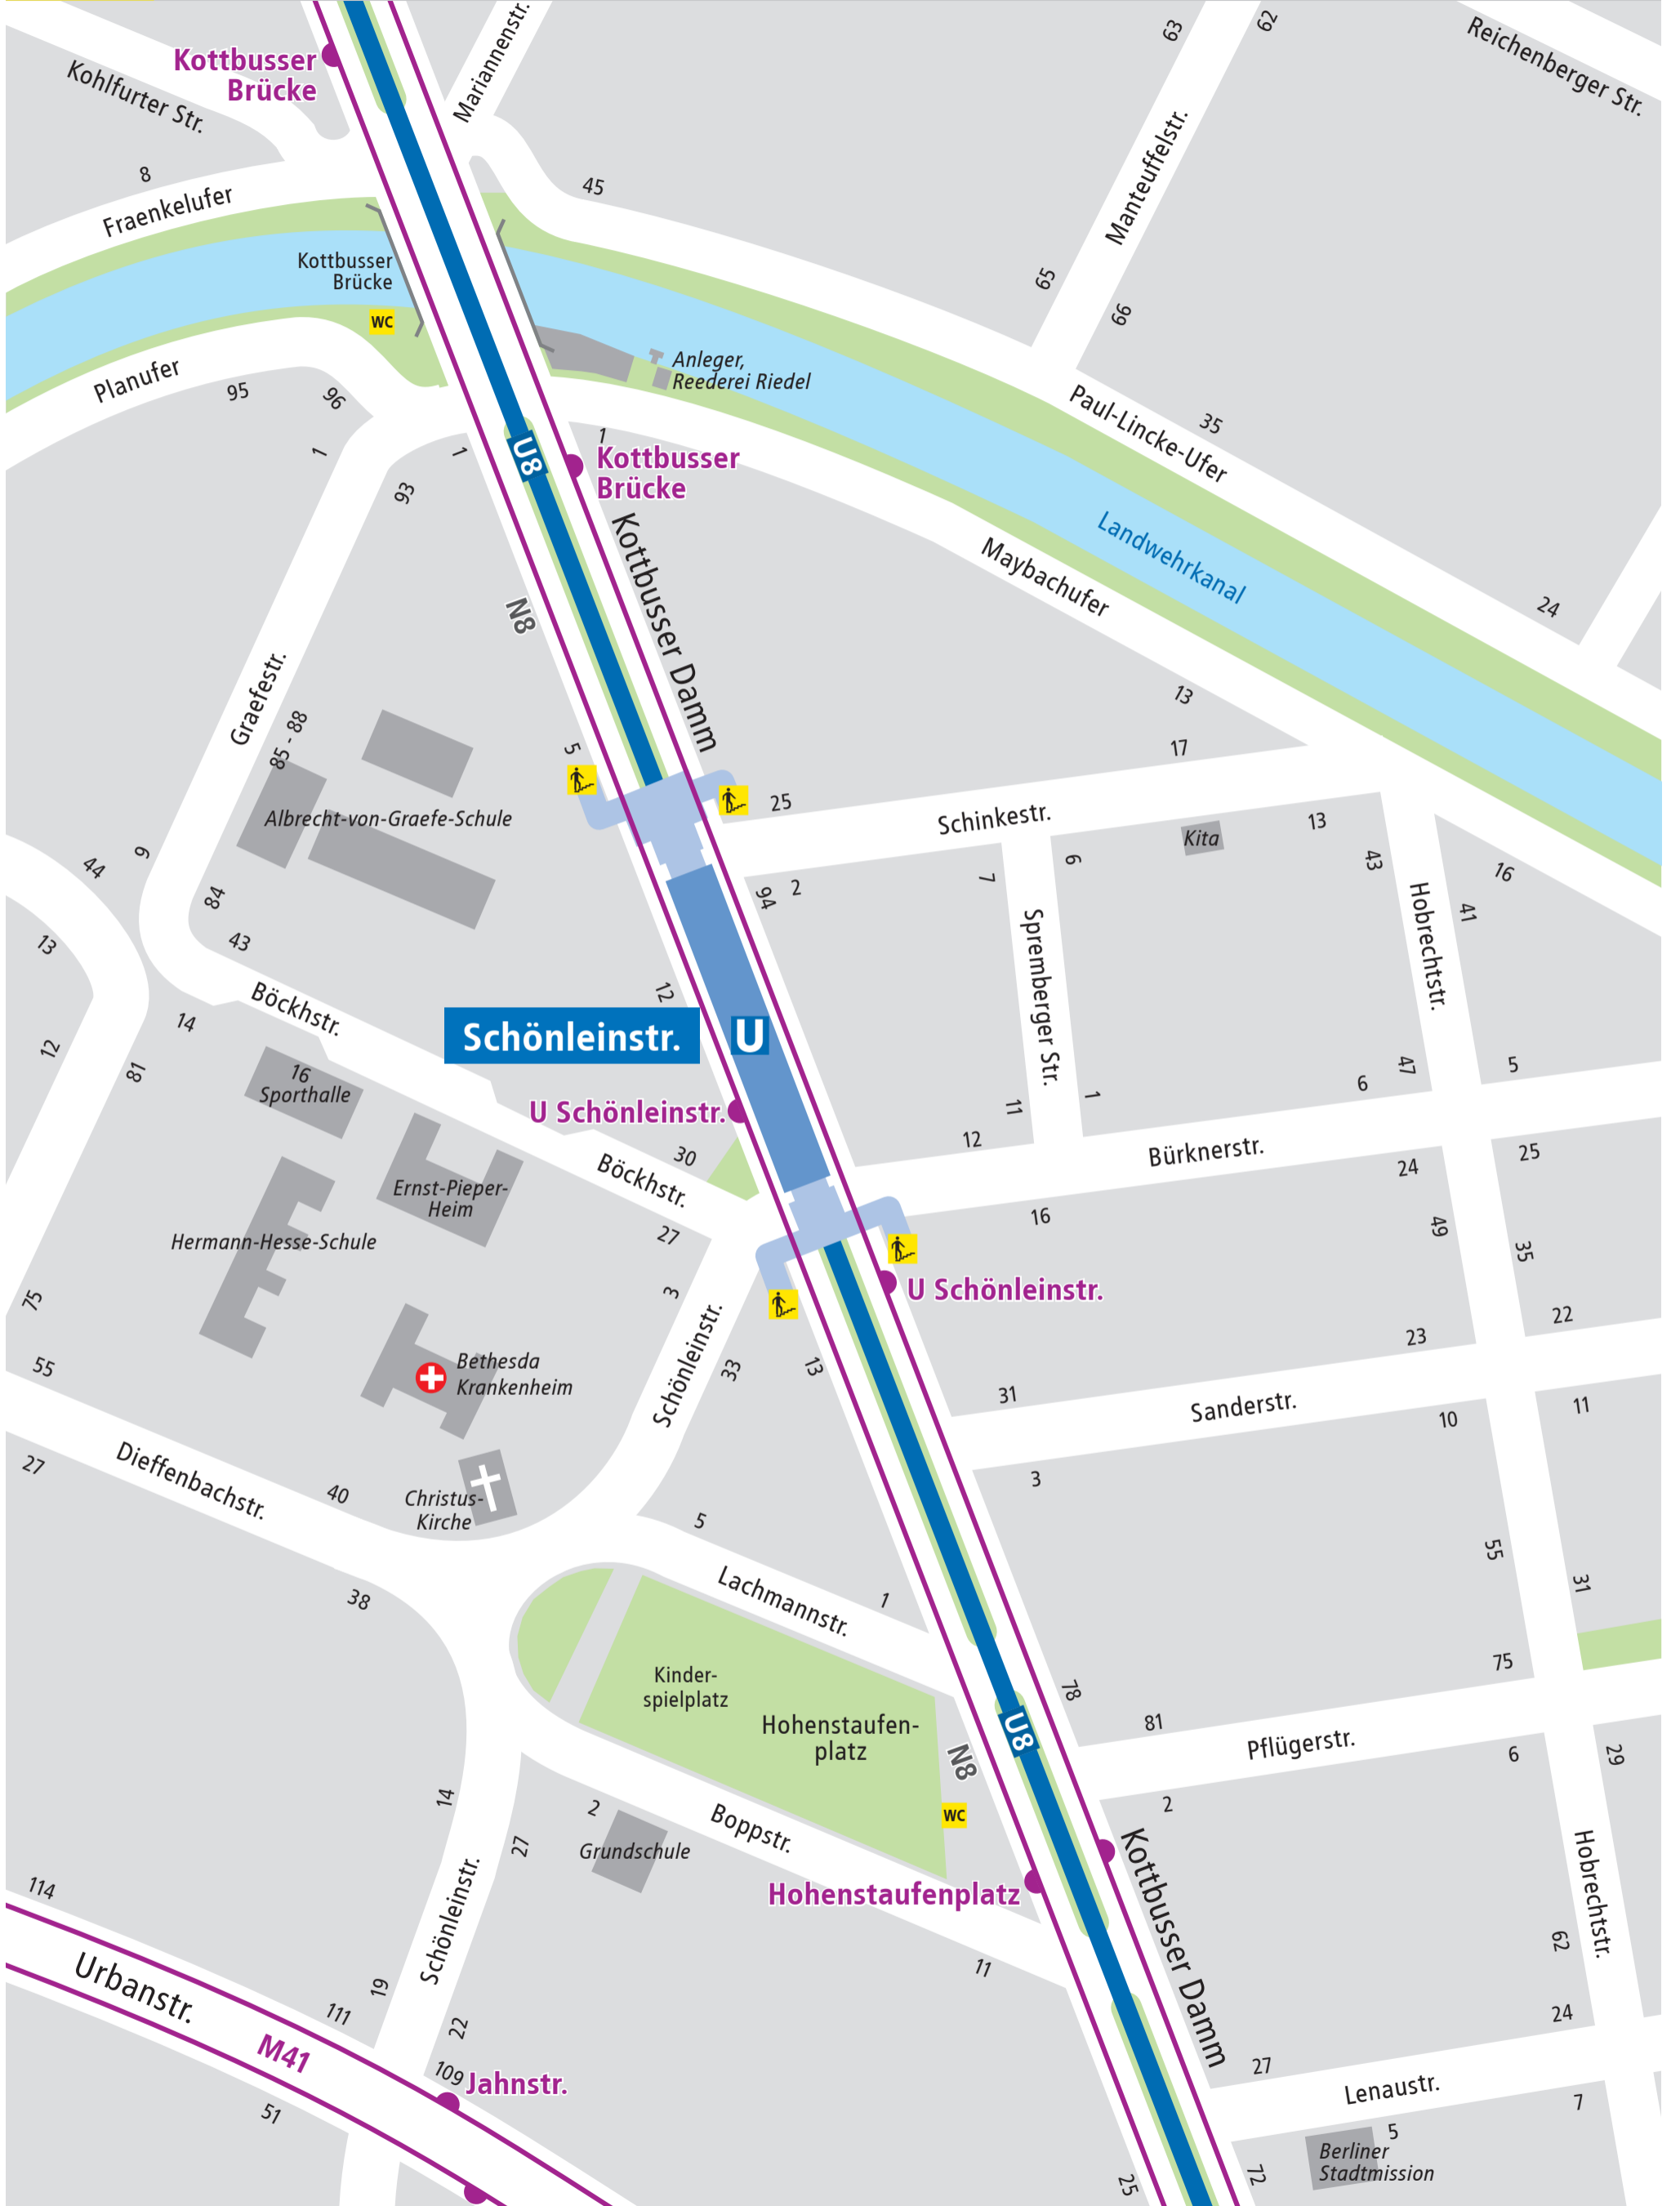 Mariannenstr.
63
62
Reichenberger Str.
Kottbusser
Brücke
Kohlfurter Str.
8
Fraenkelufer
45
Manteuffelstr.
65
66
Kottbusser
Brücke
WC
Anleger,
Reederei Riedel
Planufer
95
96
1
93
1
U8
1
Kottbusser
Brücke
Paul-Lincke-Ufer
35
Landwehrkanal
24
Maybachufer
N8
Kottbusser Damm
13
17
Graefestr.
85 - 88
5
25
Schinkestr.
Albrecht-von-Graefe-Schule
Kita
13
43
16
9
44
84
94
2
7
6
41
Hobrechtstr.
13
43
Böckhstr.
12
Spremberger Str.
14
12
81
Schönleinstr.
U
16
Sporthalle
U Schönleinstr.
11
1
6
47
5
12
Bürknerstr.
30
Böckhstr.
24
25
Ernst-Pieper-
Heim
27
16
49
35
Hermann-Hesse-Schule
3
U Schönleinstr.
75
Schönleinstr.
33
13
22
23
55
Bethesda
Krankenheim
31
Sanderstr.
10
11
27
Dieffenbachstr.
40
Christus-
Kirche
3
5
55
38
Lachmannstr.
1
31
Kinder-
spielplatz
Hohenstaufen-
platz
78
75
81
Pflügerstr.
U8
N8
6
29
14
2
Boppstr.
WC
2
27
Grundschule
Kottbusser Damm
Hobrechtstr.
114
Hohenstaufenplatz
Schönleinstr.
62
Urbanstr.
19
11
111
22
24
M41
109
Jahnstr.
27
Lenaustr.
7
51
5
Berliner
Stadtmission
25
72